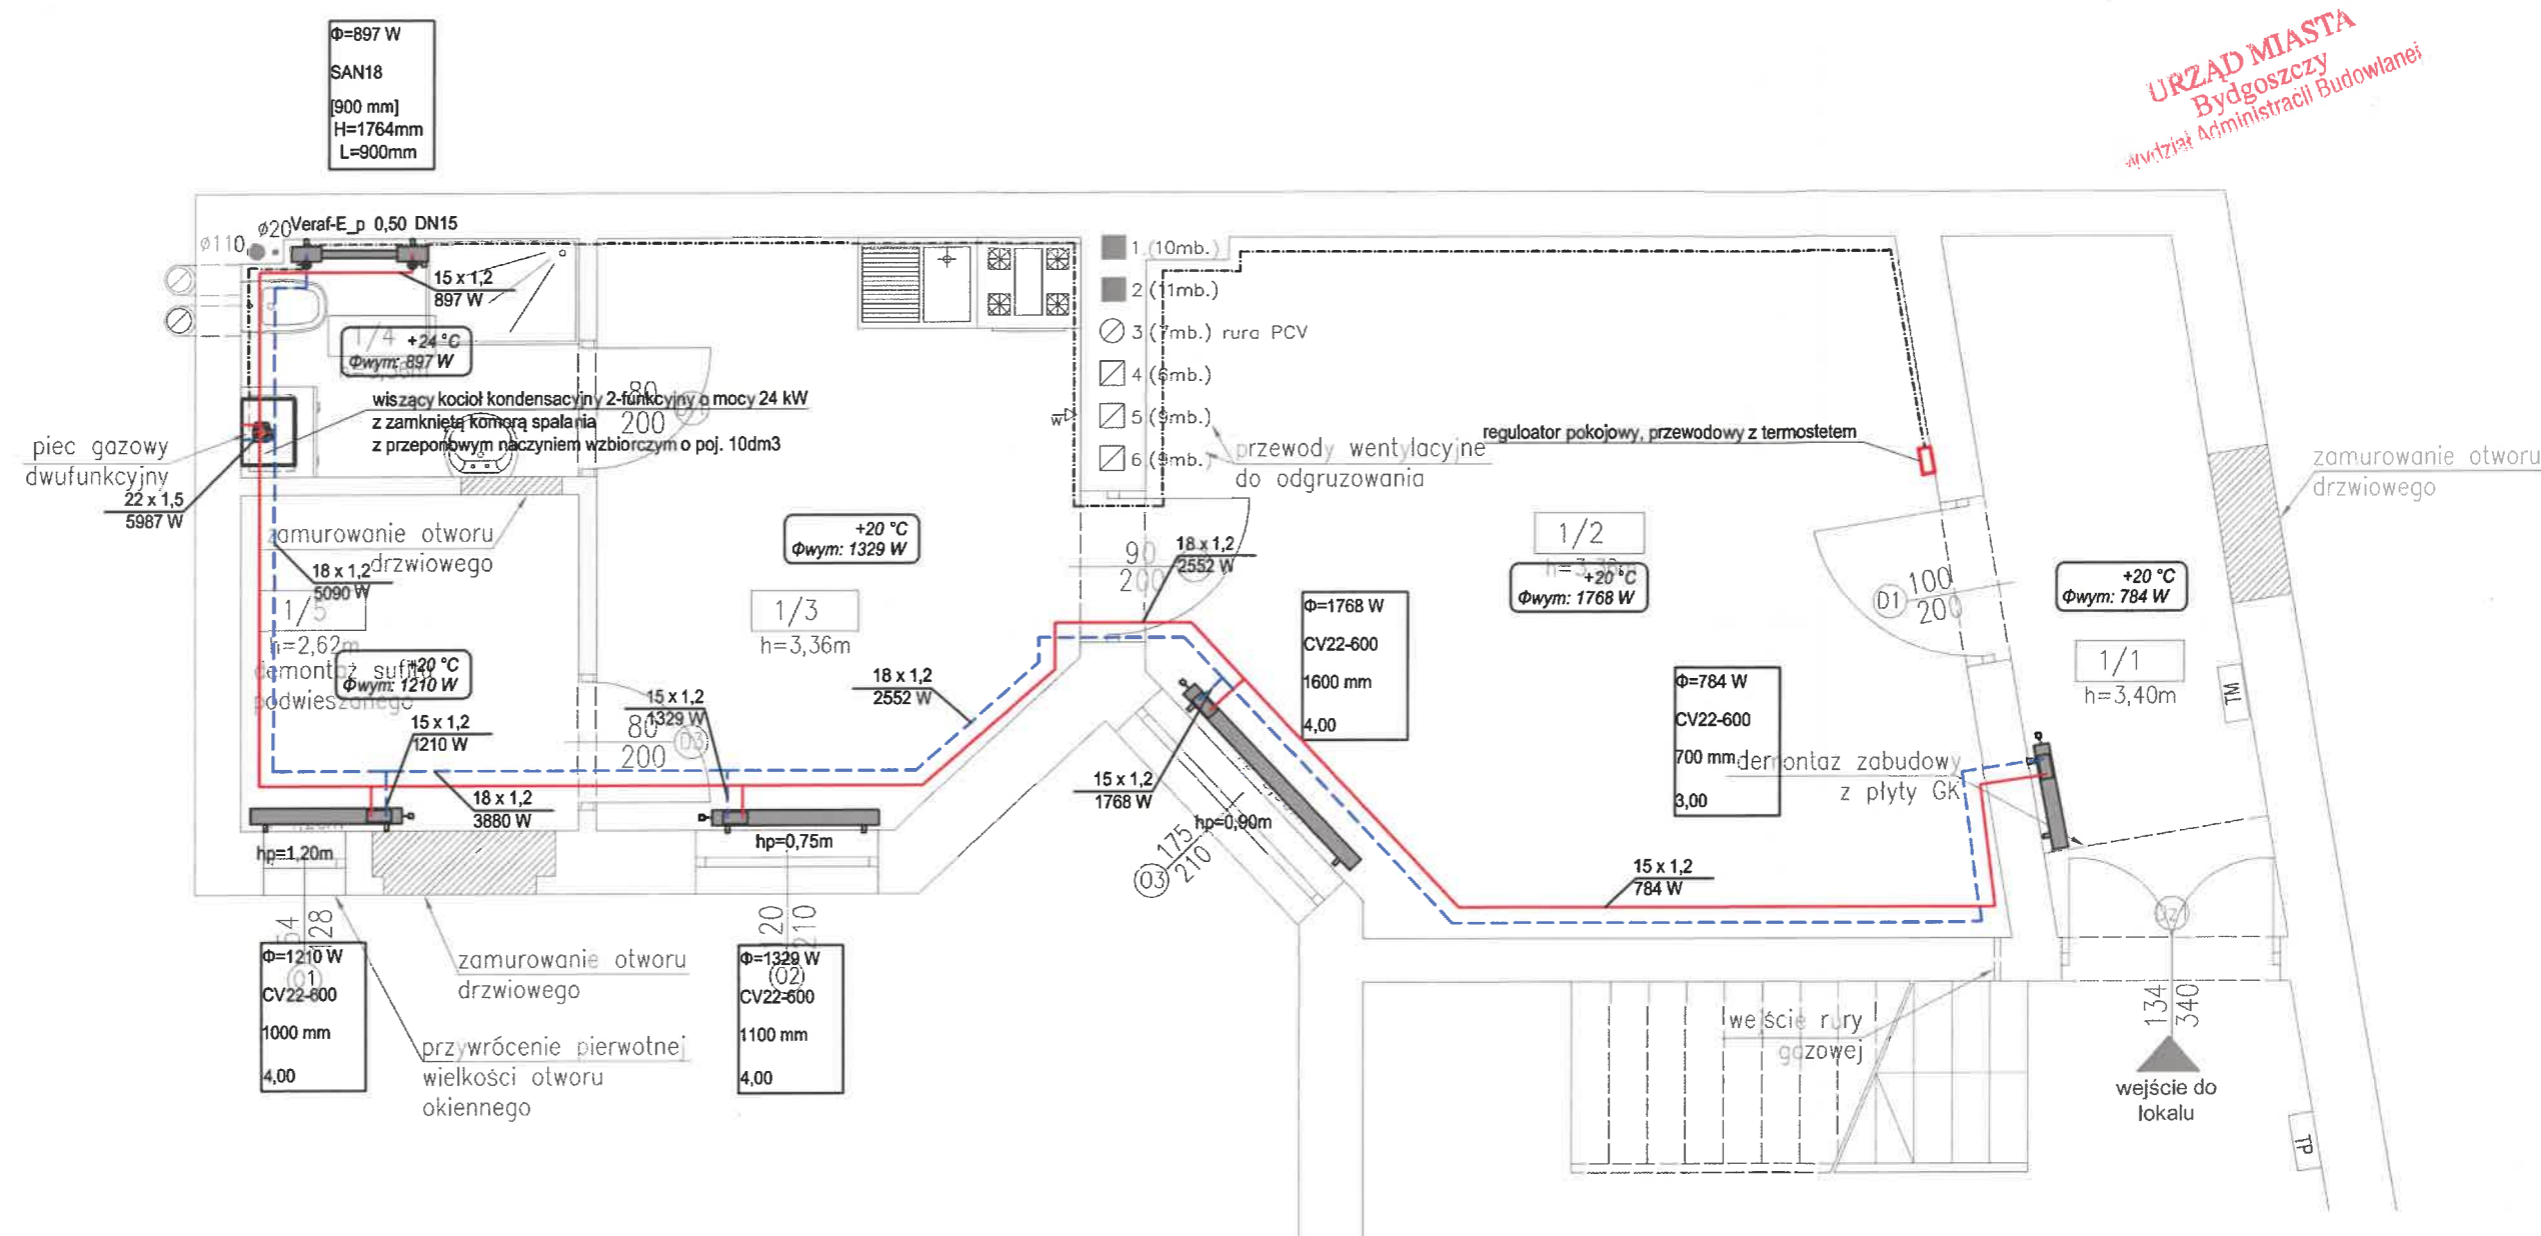 Φ=897 W
SAN18
[900 mm]
H=1764mm
L=900mm
URZĄD MIASTA
Bydgoszczy
Wydział Administracji Budowlanej
ø110
ø20
Veraf-E_p 0,50 DN15
15 x 1,2
897 W
1/4
+24 °C
Φwym: 897 W
wiszący kocioł kondensacyjny 2-funkcyjny o mocy 24 kW
z zamkniętą komorą spalania
z przeponowym naczyniem wzbiorczym o poj. 10dm3
80
200
piec gazowy
dwufunkcyjny
22 x 1,5
5987 W
1 (10mb.)
2 (11mb.)
3 (7mb.) rura PCV
4 (6mb.)
5 (9mb.)
6 (9mb.)
w
przewody wentylacyjne
do odgruzowania
reguloator pokojowy, przewodowy z termostetem
zamurowanie otworu
drzwiowego
zamurowanie otworu
drzwiowego
18 x 1,2
5090 W
1/5
h=2,62m
demontaż sufitu
podwieszanego
+20 °C
Φwym: 1210 W
+20 °C
Φwym: 1329 W
1/3
h=3,36m
90
200
18 x 1,2
2552 W
1/2
h=3,36m
+20 °C
Φwym: 1768 W
D1
100
200
+20 °C
Φwym: 784 W
1/1
h=3,40m
TM
Φ=1768 W
CV22-600
1600 mm
4,00
Φ=784 W
CV22-600
700 mm
3,00
demontaz zabudowy
z płyty GK
15 x 1,2
1210 W
15 x 1,2
1329 W
80
200
D3
18 x 1,2
2552 W
18 x 1,2
3880 W
15 x 1,2
1768 W
hp=0,90m
O3
175
210
15 x 1,2
784 W
hp=1,20m
hp=0,75m
64
128
120
210
D2
Φ=1210 W
O1
CV22-600
1000 mm
4,00
zamurowanie otworu
drzwiowego
przywrócenie pierwotnej
wielkości otworu
okiennego
Φ=1329 W
O2
CV22-600
1100 mm
4,00
wejście rury
gazowej
134
340
wejście do
lokalu
TP